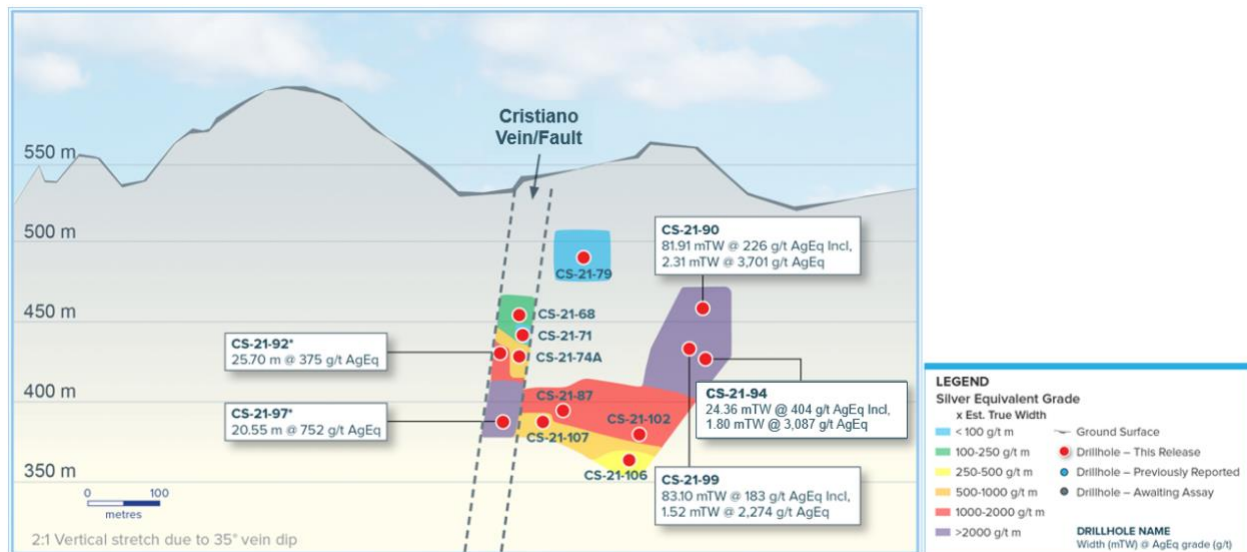 Cristiano
Vein/Fault
550 m
500 m
450 m
400 m
350 m
CS-21-90
81.91 mTW @ 226 g/t AgEq Incl,
2.31 mTW @ 3,701 g/t AgEq
CS-21-79
CS-21-68
CS-21-71
CS-21-74A
CS-21-92*
25.70 m @ 375 g/t AgEq
CS-21-97*
20.55 m @ 752 g/t AgEq
CS-21-87
CS-21-102
CS-21-107
CS-21-106
CS-21-94
24.36 mTW @ 404 g/t AgEq Incl,
1.80 mTW @ 3,087 g/t AgEq
CS-21-99
83.10 mTW @ 183 g/t AgEq Incl,
1.52 mTW @ 2,274 g/t AgEq
0 100
metres
2:1 Vertical stretch due to 35° vein dip
LEGEND
Silver Equivalent Grade
x Est. True Width
< 100 g/t m
100-250 g/t m
250-500 g/t m
500-1000 g/t m
1000-2000 g/t m
>2000 g/t m
Ground Surface
Drillhole – This Release
Drillhole – Previously Reported
Drillhole – Awaiting Assay
DRILLHOLE NAME
Width (mTW) @ AgEq grade (g/t)